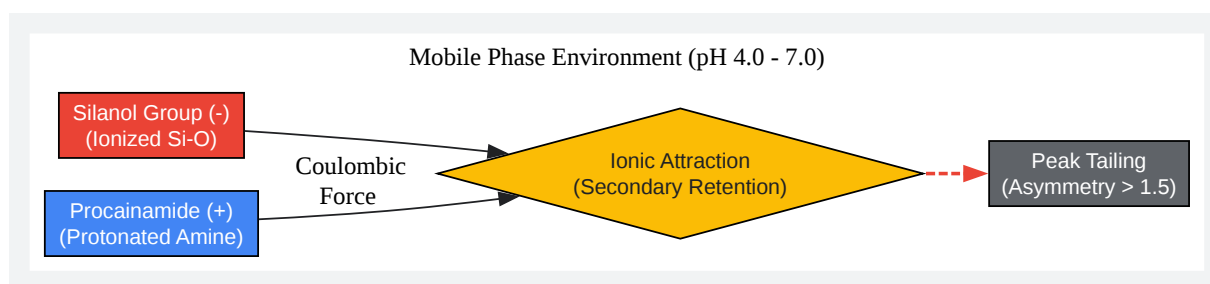 Mobile Phase Environment (pH 4.0 - 7.0)
Silanol Group (-)
(Ionized Si-O)
Coulombic
Force
Procainamide (+)
(Protonated Amine)
Ionic Attraction
(Secondary Retention)
Peak Tailing
(Asymmetry > 1.5)